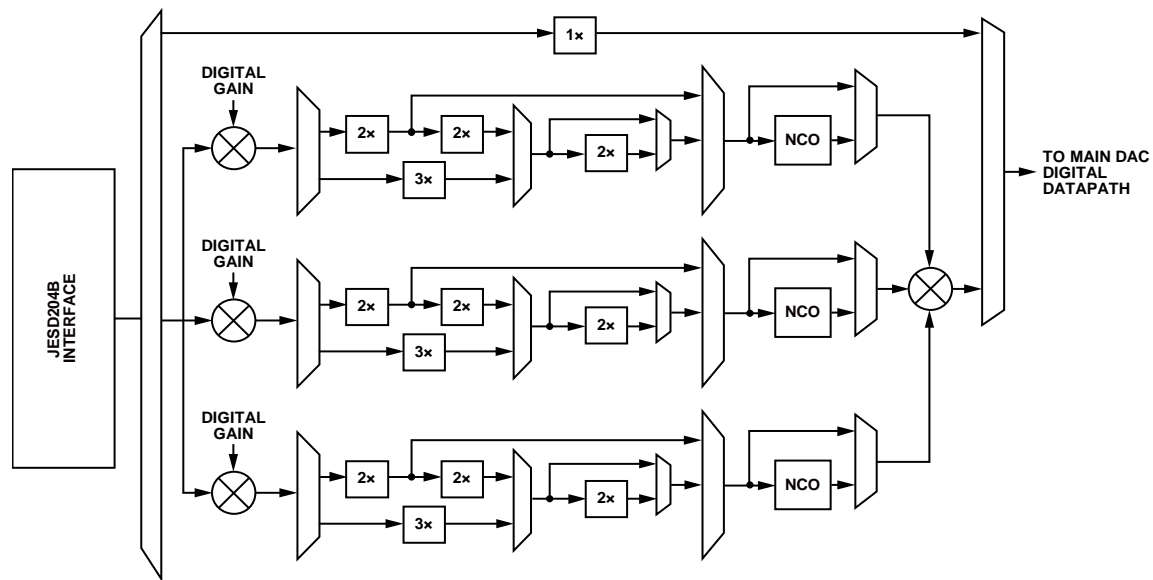 1×
DIGITAL
GAIN
2×
2×
2×
3×
NCO
TO MAIN DAC
DIGITAL
DATAPATH
JESD204B
INTERFACE
DIGITAL
GAIN
2×
2×
2×
3×
NCO
DIGITAL
GAIN
2×
2×
2×
3×
NCO